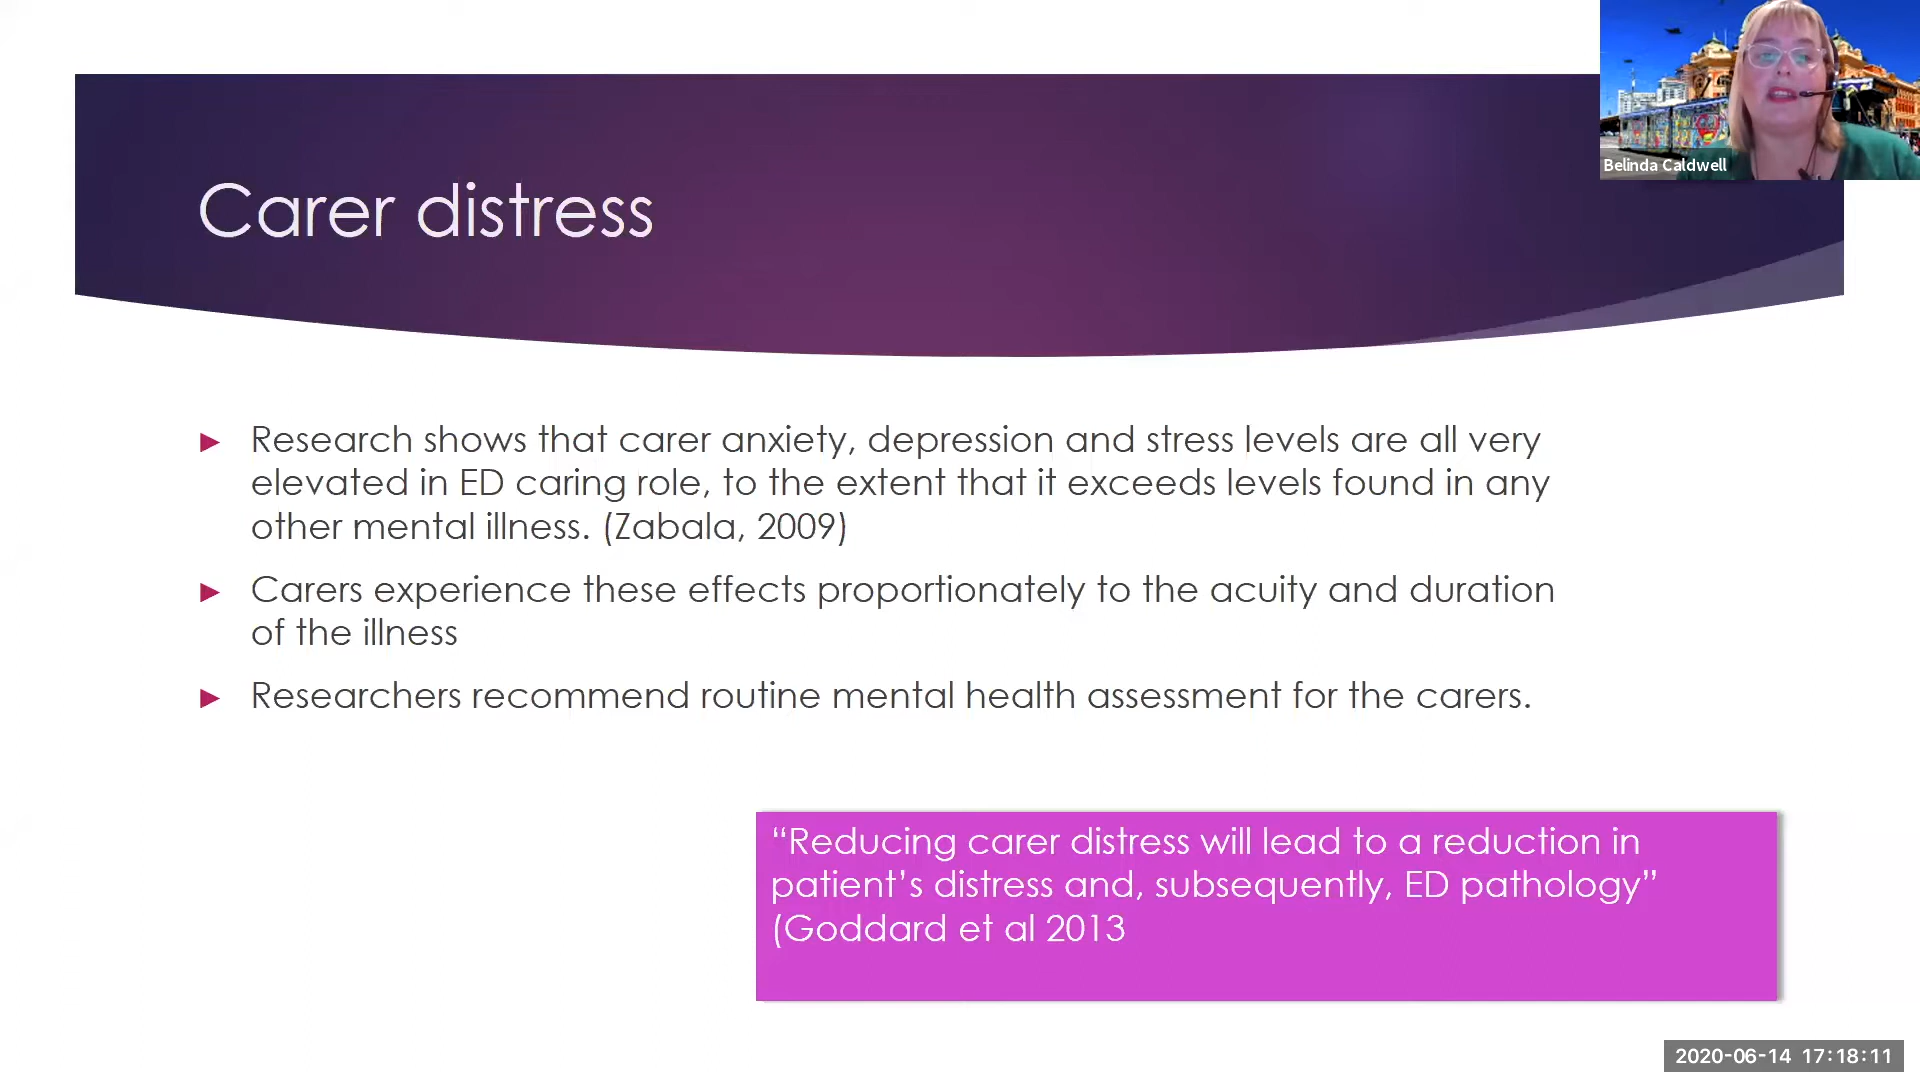 Belinda Caldwell
Carer distress
Research shows that carer anxiety, depression and stress levels are all very
elevated in ED caring role, to the extent that it exceeds levels found in any
other mental illness. (Zabala, 2009)
Carers experience these effects proportionately to the acuity and duration
of the illness
Researchers recommend routine mental health assessment for the carers.
“Reducing carer distress will lead to a reduction in
patient’s distress and, subsequently, ED pathology”
(Goddard et al 2013
2020-06-14 17:18:11